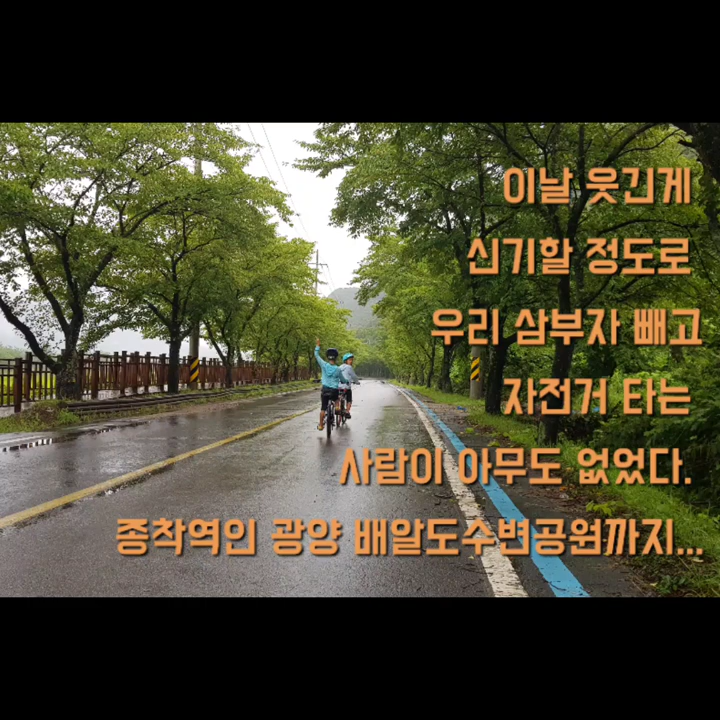 이날 웃긴게
신기할 정도로
우리 삼부자 빼고
자전거 타는
사람이 아무도 없었다.
종착역인 광양 배알도수변공원까지...